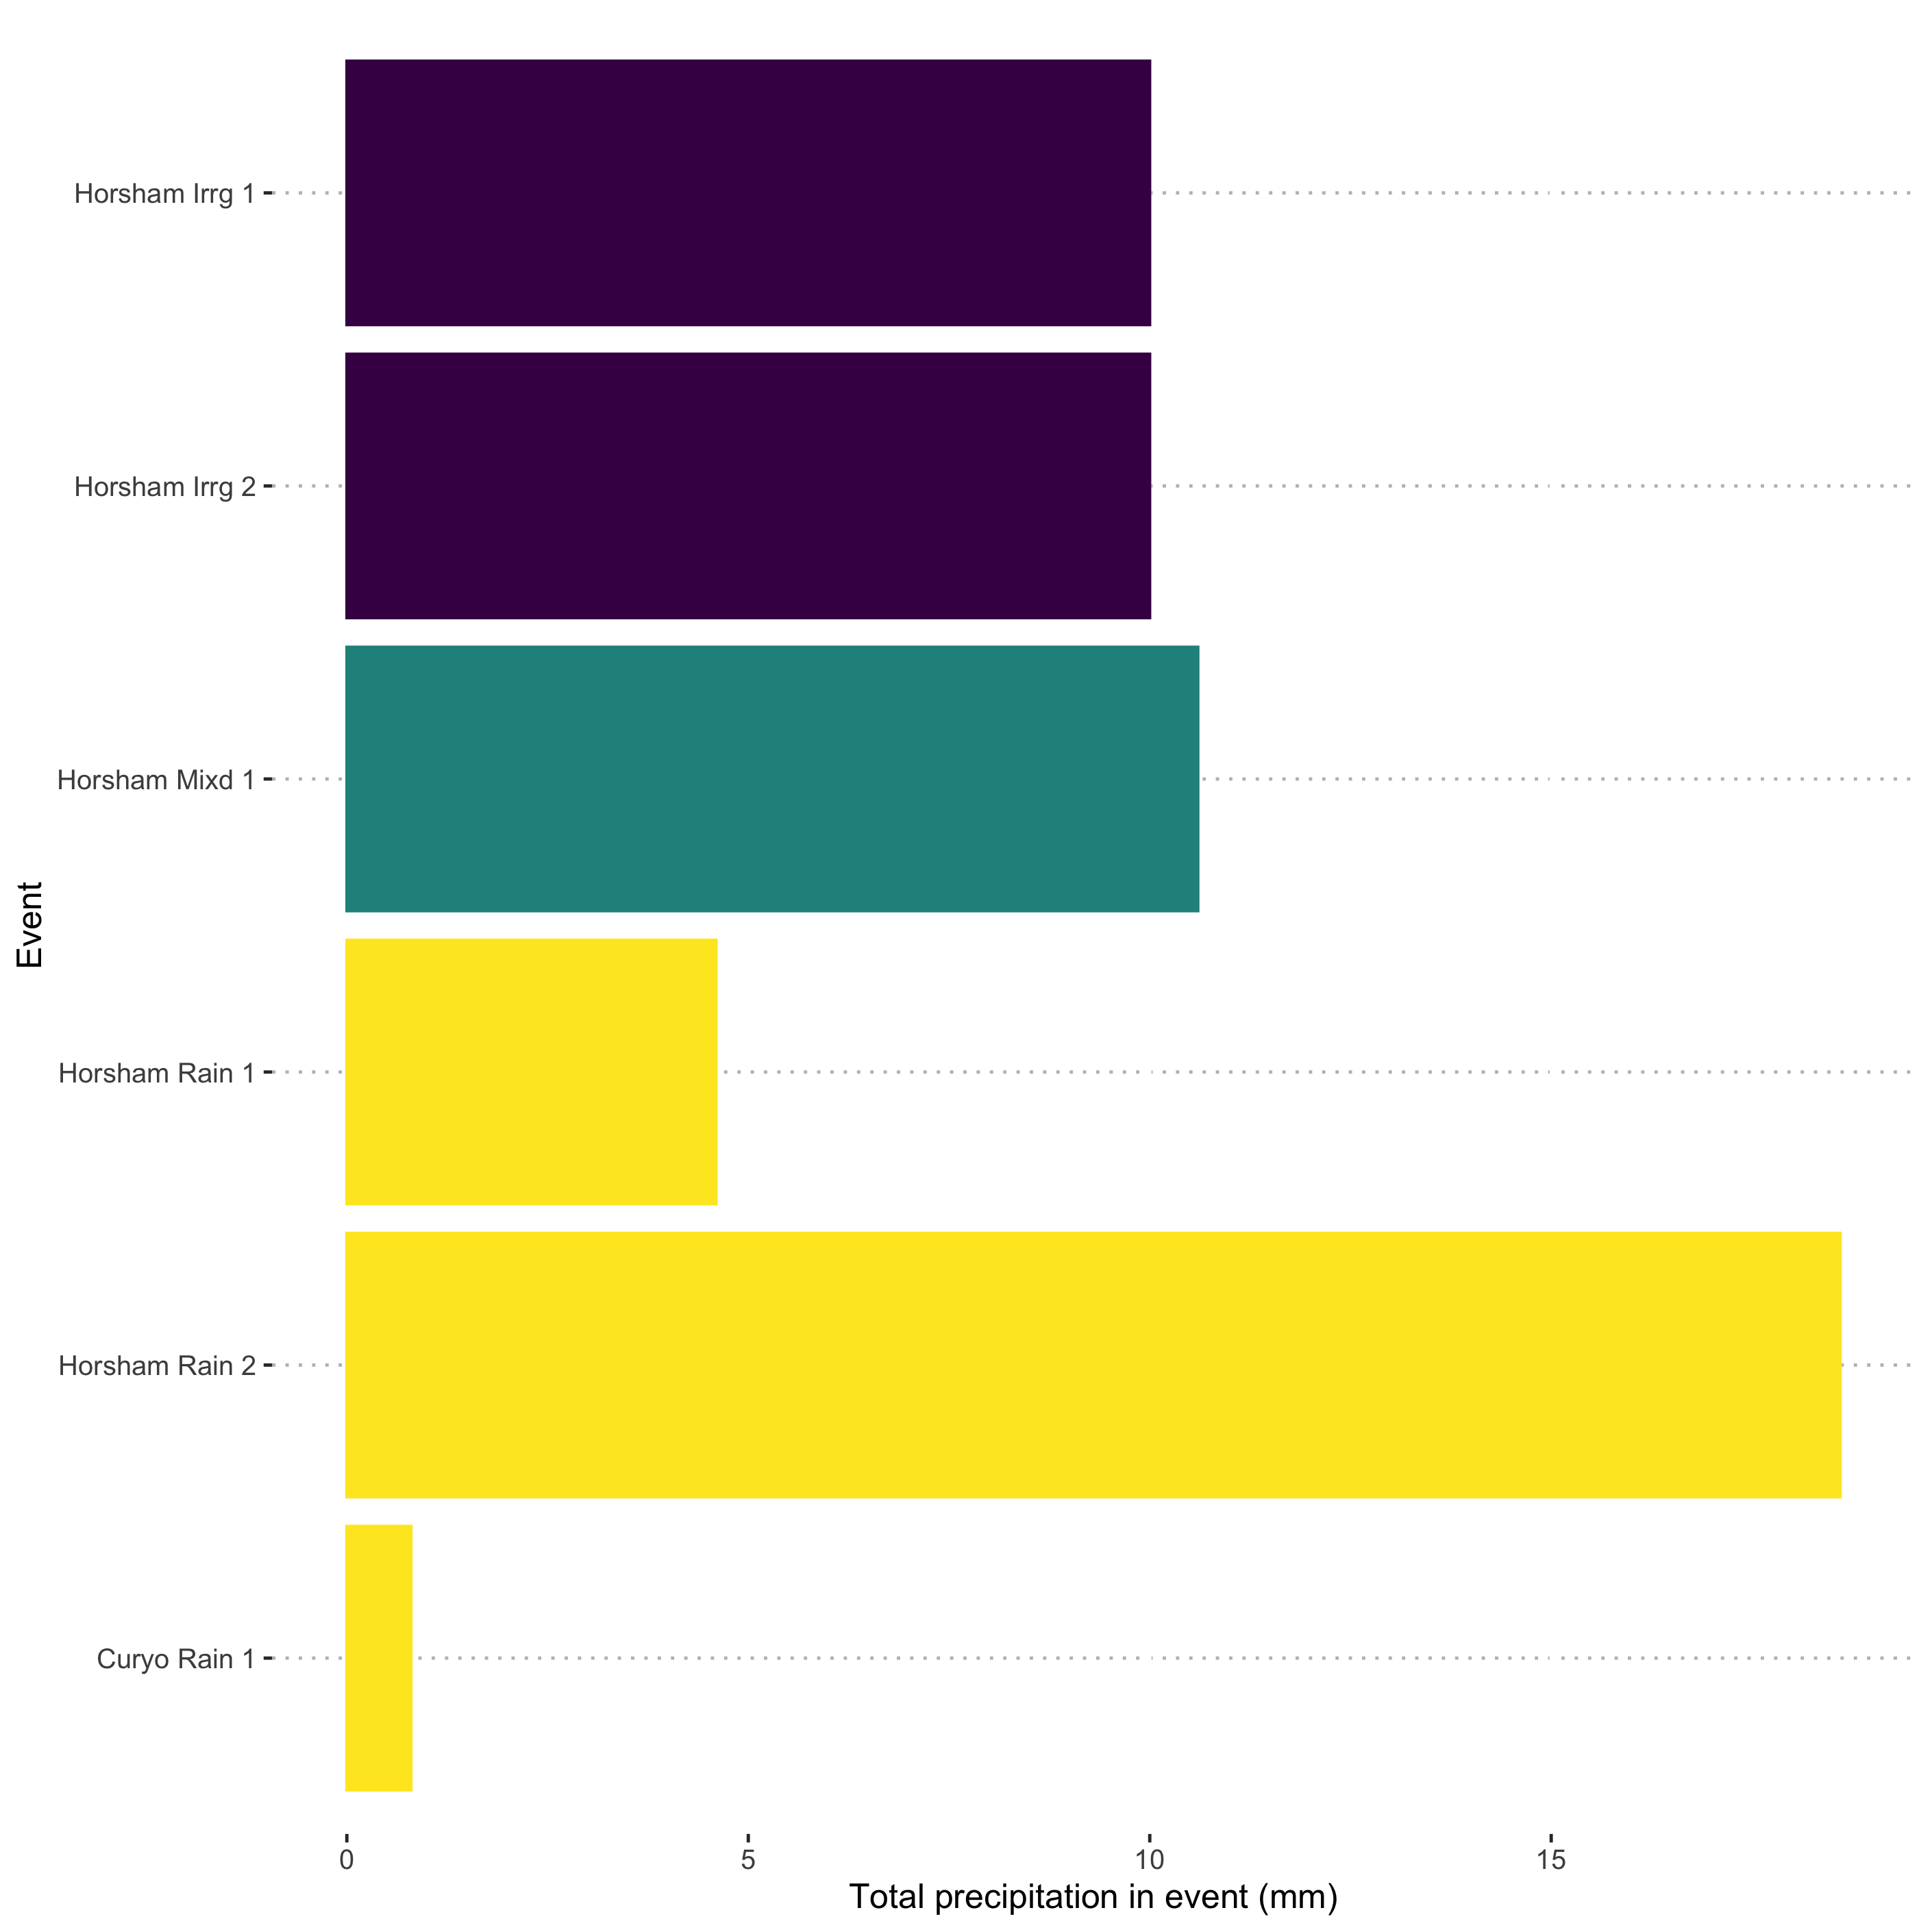 Horsham Irrg 1
Horsham Irrg 2
Horsham Mixd 1
Event
Horsham Rain 1
Horsham Rain 2
Curyo Rain 1
0 5 10 15
Total precipitation in event (mm)